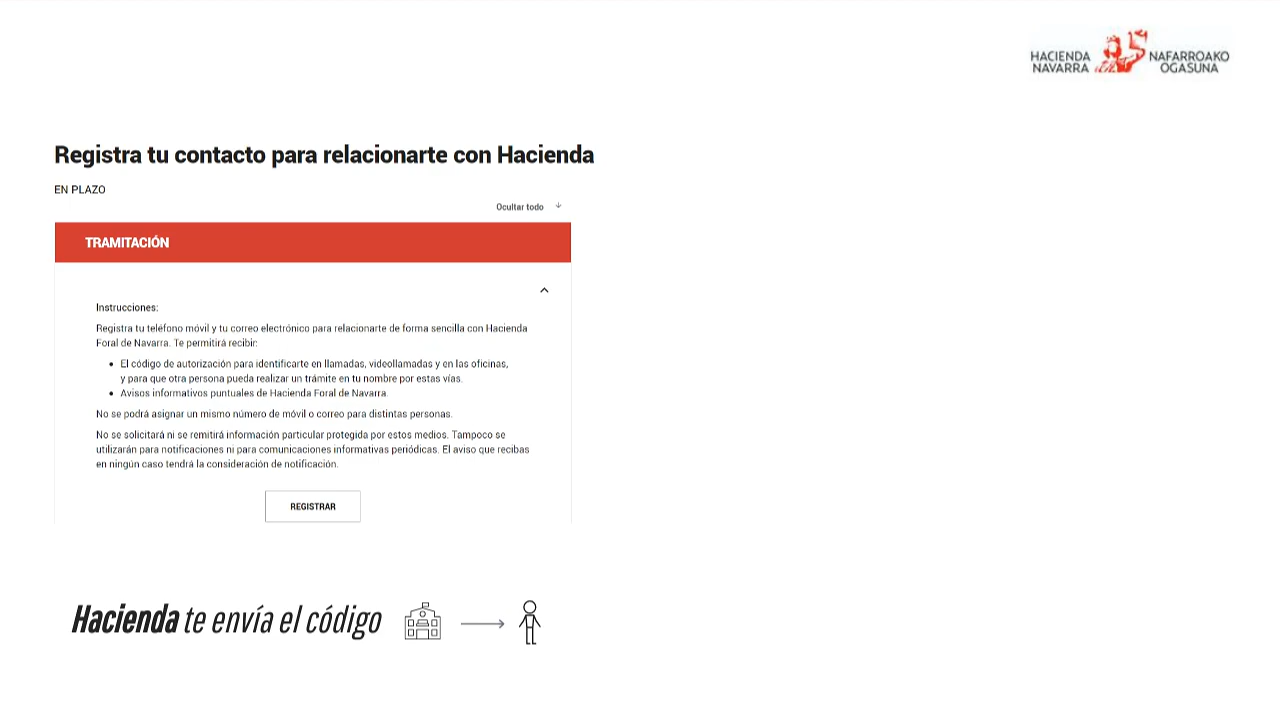 HACIENDA NAFARROAKO
NAVARRA OGASUNA
Registra tu contacto para relacionarte con Hacienda
EN PLAZO
Ocultar todo
TRAMITACIÓN
Instrucciones:
Registra tu teléfono móvil y tu correo electrónico para relacionarte de forma sencilla con Hacienda
Foral de Navarra. Te permitirá recibir:
• El código de autorización para identificarte en llamadas, videollamadas y en las oficinas,
y para que otra persona pueda realizar un trámite en tu nombre por estas vías.
• Avisos informativos puntuales de Hacienda Foral de Navarra.
No se podrá asignar un mismo número de móvil o correo para distintas personas.
No se solicitará ni se remitirá información particular protegida por estos medios. Tampoco se
utilizarán para notificaciones ni para comunicaciones informativas periódicas. El aviso que recibas
en ningún caso tendrá la consideración de notificación.
REGISTRAR
Hacienda te envía el código